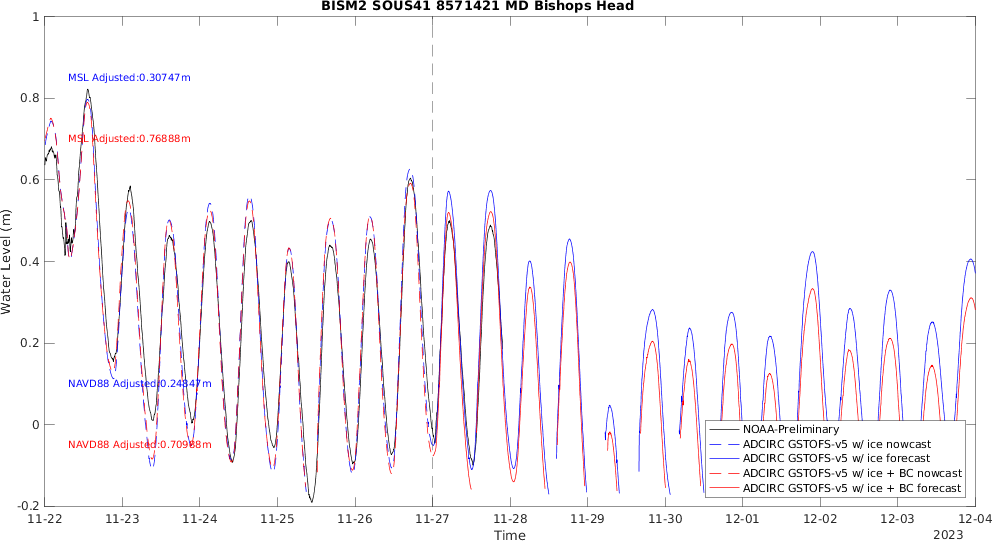 BISM2 SOUS41 8571421 MD Bishops Head
1
0.8
0.6
0.4
0.2
0
-0.2
Water Level (m)
MSL Adjusted:0.30747m
MSL Adjusted:0.76888m
NAVD88 Adjusted:0.24847m
NAVD88 Adjusted:0.70988m
NOAA-Preliminary
ADCIRC GSTOFS-v5 w/ ice nowcast
ADCIRC GSTOFS-v5 w/ ice forecast
ADCIRC GSTOFS-v5 w/ ice + BC nowcast
ADCIRC GSTOFS-v5 w/ ice + BC forecast
11-22 11-23 11-24 11-25 11-26 11-27 11-28 11-29 11-30 12-01 12-02 12-03 12-04
Time
2023